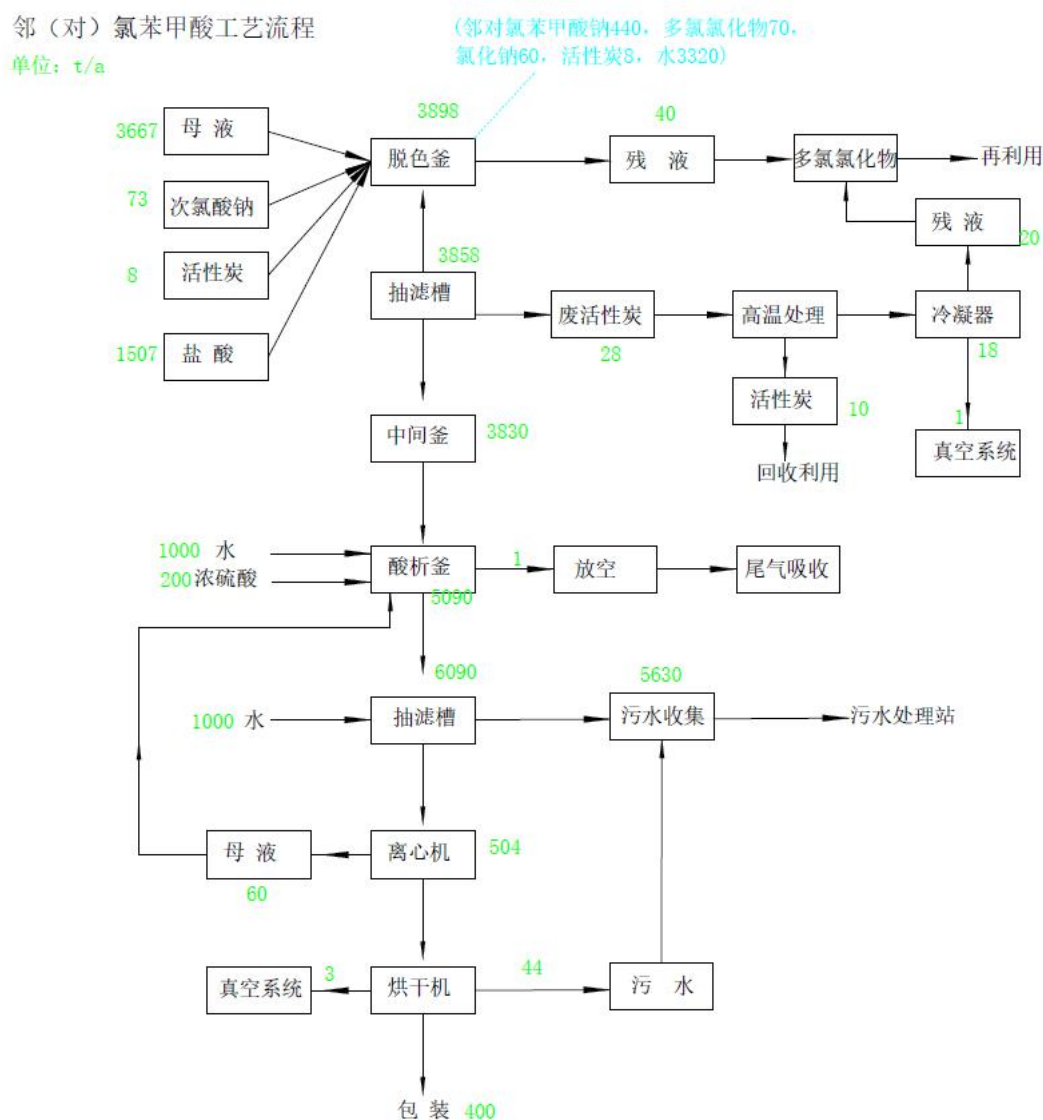 邻（对）氯苯甲酸工艺流程
单位：t/a
(邻对氯苯甲酸钠440，多氯氯化物70，
氯化钠60，活性炭8，水3320)
3667 母 液
3898
脱色釜
40
残 液
多氯氯化物
再利用
73 次氯酸钠
残 液
20
8 活性炭
3858
抽滤槽
废活性炭
28
高温处理
冷凝器
18
1507 盐 酸
活性炭
10
回收利用
1
真空系统
中间釜
3830
1000 水
200浓硫酸
酸析釜
5090
1
放空
尾气吸收
6090
5630
1000 水
抽滤槽
污水收集
污水处理站
母 液
60
离心机
504
真空系统
3
烘干机
44
污 水
包 装 400